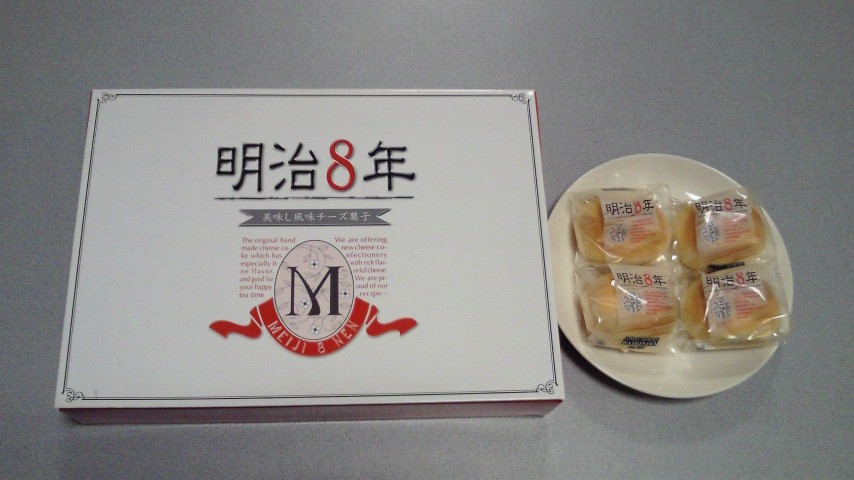 明治8年
美味し風味チーズ菓子
The original hand
made cheese ca-
ke which has
especially fi-
ne flavor,
and good for
your happy
tea time.
We are offering
new cheese co-
nfectionery
with rich flav-
orful cheese.
We are pr-
oud of our
recipe—
M
MEIJI 8 NEN
明治8年
明治8年
明治8年
明治8年